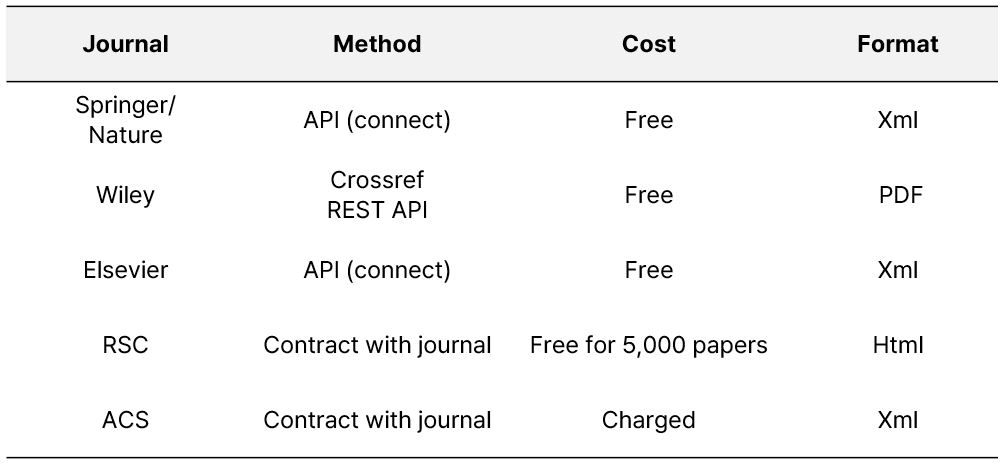 Journal Method Cost Format
Springer/
Nature API (connect) Free Xml
Wiley Crossref
REST API Free PDF
Elsevier API (connect) Free Xml
RSC Contract with journal Free for 5,000 papers Html
ACS Contract with journal Charged Xml